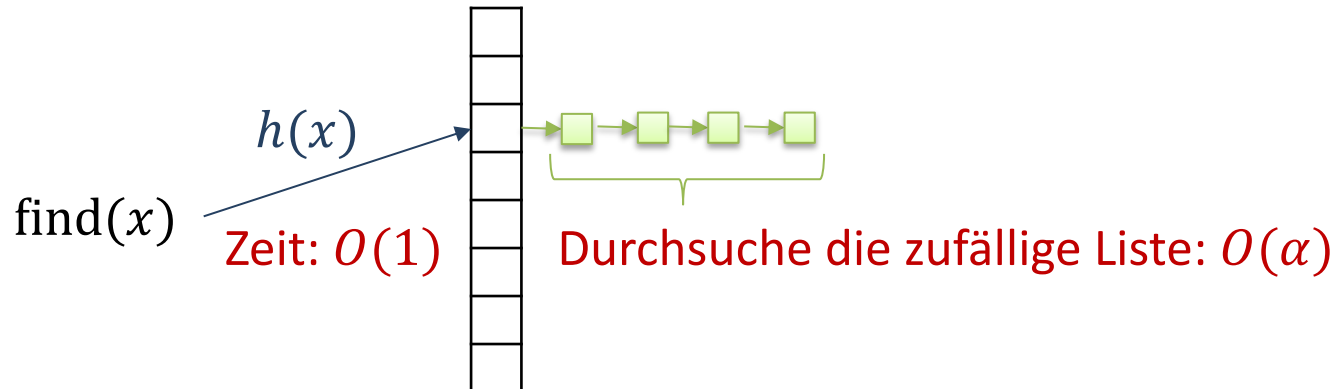 h(x)
find(x)
Zeit: O(1)
Durchsuche die zufällige Liste: O(α)